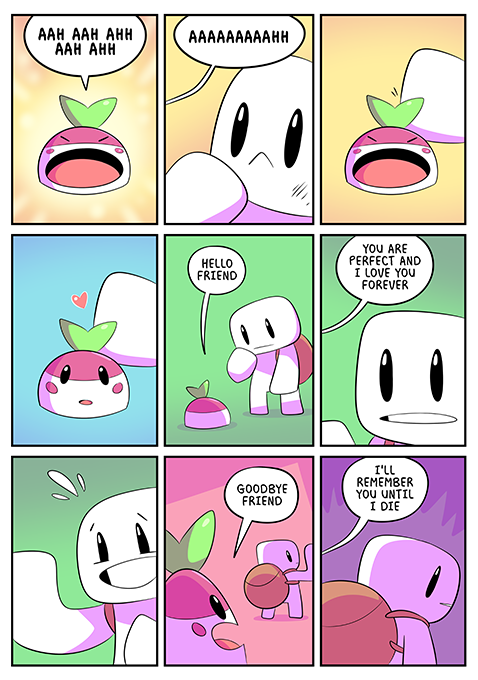 AAH AAH AHH
AAH AHH
AAAAAAAAAHH
HELLO
FRIEND
YOU ARE
PERFECT AND
I LOVE YOU
FOREVER
GOODBYE
FRIEND
I'LL
REMEMBER
YOU UNTIL
I DIE